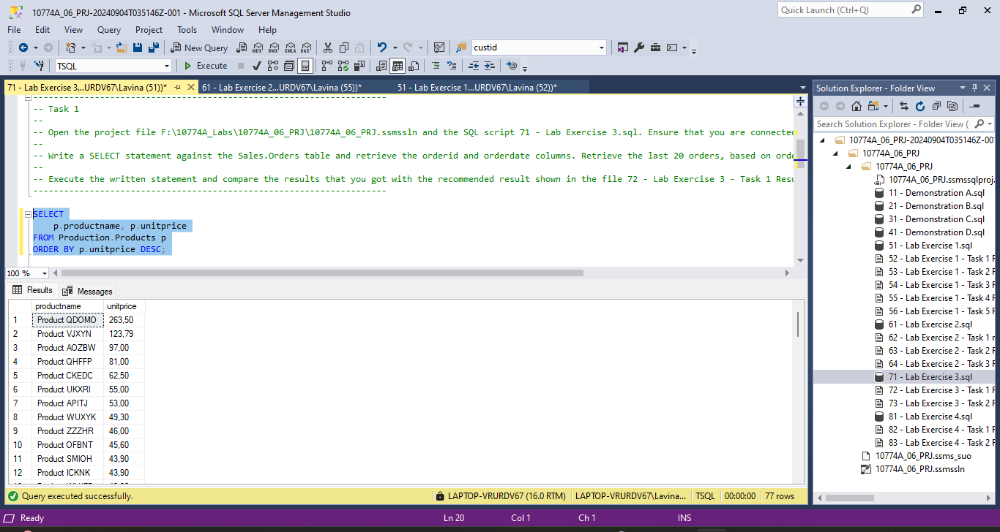 10774A_06_PRJ-20240904T035146Z-001 - Microsoft SQL Server Management Studio
Quick Launch (Ctrl+Q)
File Edit View Query Project Tools Window Help
New Query
MDX DMX XMLA DAX
custid
TSQL
Execute
71 - Lab Exercise 3...URDV67\Lavina (51))*
61 - Lab Exercise 2...URDV67\Lavina (55))*
51 - Lab Exercise 1...URDV67\Lavina (52))*
---------------------------------------------------------------------
-- Task 1
--
-- Open the project file F:\10774A_Labs\10774A_06_PRJ\10774A_06_PRJ.ssmssln and the SQL script 71 - Lab Exercise 3.sql. Ensure that you are connected
--
-- Write a SELECT statement against the Sales.Orders table and retrieve the orderid and orderdate columns. Retrieve the last 20 orders, based on orde
--
-- Execute the written statement and compare the results that you got with the recommended result shown in the file 72 - Lab Exercise 3 - Task 1 Resu
---------------------------------------------------------------------
SELECT
p.productname, p.unitprice
FROM Production.Products p
ORDER BY p.unitprice DESC;
100 %
Results Messages
productname unitprice
1 Product QDOMO 263,50
2 Product VJXYN 123,79
3 Product AOZBW 97,00
4 Product QHFFP 81,00
5 Product CKEDC 62,50
6 Product UKXRI 55,00
7 Product APITJ 53,00
8 Product WUXYK 49,30
9 Product ZZZHR 46,00
10 Product OFBNT 45,60
11 Product SMIOH 43,90
12 Product ICKNK 43,90
Query executed successfully.
LAPTOP-VRURDV67 (16.0 RTM)
LAPTOP-VRURDV67\Lavina...
TSQL
00:00:00
77 rows
Solution Explorer - Folder View
Search Solution Explorer - Folder View (
10774A_06_PRJ-20240904T035146Z-00
10774A_06_PRJ
10774A_06_PRJ
10774A_06_PRJ.ssmssqlproj.
11 - Demonstration A.sql
21 - Demonstration B.sql
31 - Demonstration C.sql
41 - Demonstration D.sql
51 - Lab Exercise 1.sql
52 - Lab Exercise 1 - Task 1 R
53 - Lab Exercise 1 - Task 2 R
54 - Lab Exercise 1 - Task 3 R
55 - Lab Exercise 1 - Task 4 R
56 - Lab Exercise 1 - Task 5 R
61 - Lab Exercise 2.sql
62 - Lab Exercise 2 - Task 1 r
63 - Lab Exercise 2 - Task 2 R
64 - Lab Exercise 2 - Task 3 R
71 - Lab Exercise 3.sql
72 - Lab Exercise 3 - Task 1 R
73 - Lab Exercise 3 - Task 2 R
81 - Lab Exercise 4.sql
82 - Lab Exercise 4 - Task 1 R
83 - Lab Exercise 4 - Task 2 R
10774A_06_PRJ.ssms_suo
10774A_06_PRJ.ssmssln
Ready
Ln 20 Col 1 Ch 1 INS